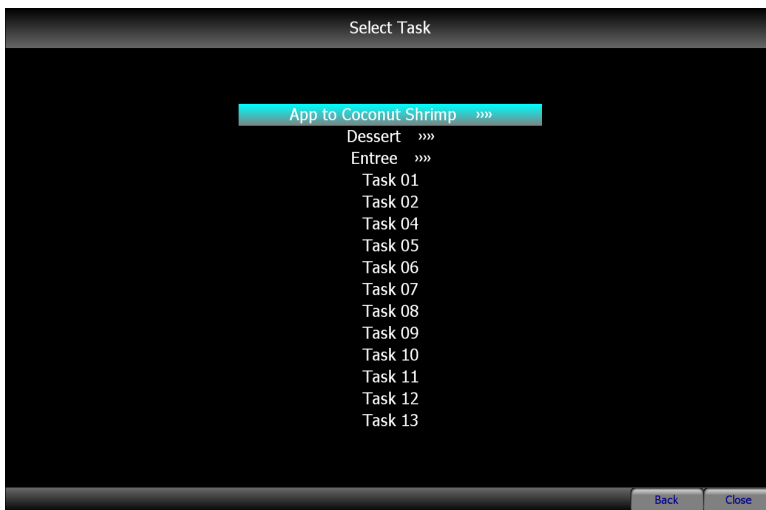 Select Task
App to Coconut Shrimp »»
Dessert »»
Entree »»
Task 01
Task 02
Task 04
Task 05
Task 06
Task 07
Task 08
Task 09
Task 10
Task 11
Task 12
Task 13
Back Close